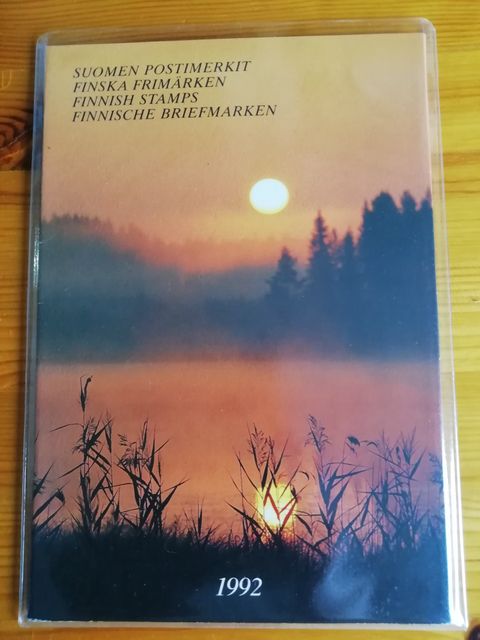 SUOMEN POSTIMERKIT
FINSKA FRIMÄRKEN
FINNISH STAMPS
FINNISCHE BRIEFMARKEN
1992